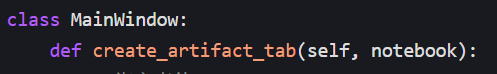 class MainWindow:
    def create_artifact_tab(self, notebook):